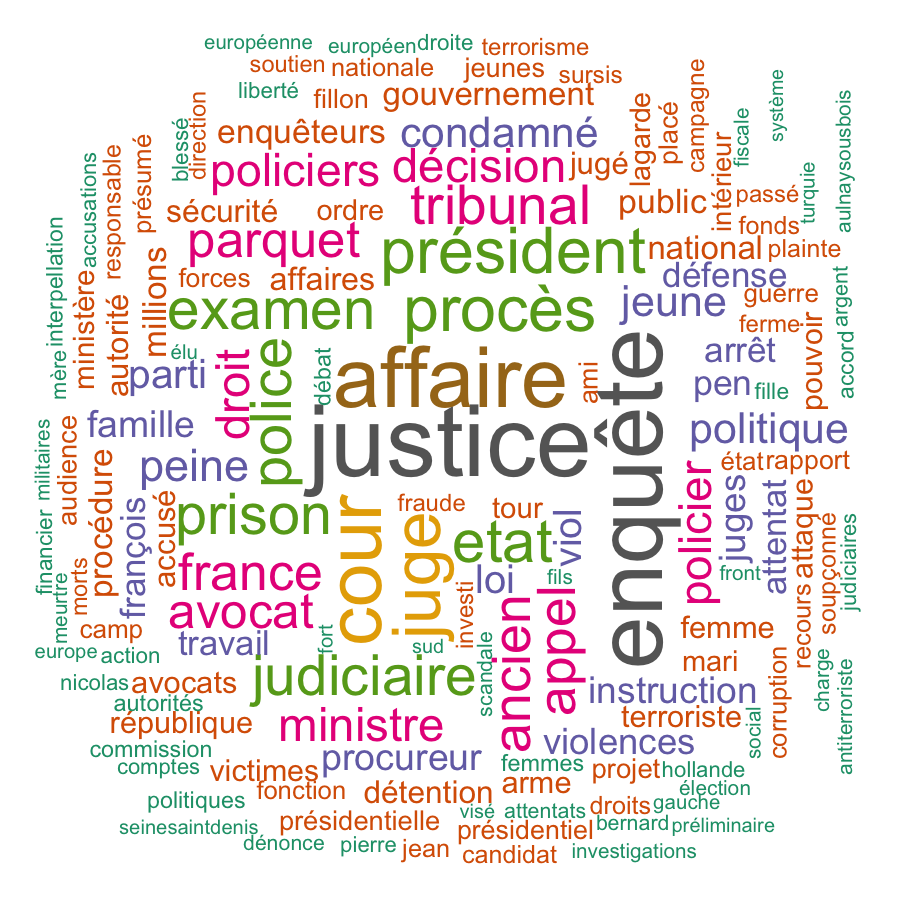 européenne
européen
droite
terrorisme
soutien
nationale
jeunes
sursis
liberté
fillon
gouvernement
lagarde
placé
campagne
système
fiscale
blessé
direction
enquêteurs
condamné
policiers
décision
jugé
présumé
responsable
accusations
sécurité
ordre
tribunal
public
intérieur
passé
turquie
aulnaysousbois
fonds
parquet
président
national
plainte
interpellation
forces
affaires
défense
ministère
autorité
millions
examen
procès
jeune
guerre
argent
ferme
mère
élu
débat
affaire
ami
enquête
arrêt
pouvoir
accord
parti
droit
police
pen
fille
famille
justice
politique
militaires
audience
peine
état
rapport
procédure
financier
françois
accusé
prison
cour
fraude
juge
tour
etat
viol
policier
juges
attentat
attaque
recours
soupçonné
judiciaires
morts
meurtre
france
loi
fils
front
investi
avocat
appel
ancien
camp
travail
fort
sud
scandale
femme
europe
action
mari
nicolas
avocats
judiciaire
instruction
corruption
charge
antiterroriste
autorités
république
ministre
terroriste
social
commission
procureur
violences
comptes
victimes
femmes
projet
hollande
fonction
détention
arme
élection
politiques
visé
attentats
droits
gauche
seinesaintdenis
présidentielle
présidentiel
bernard
préliminaire
dénonce
pierre
jean
candidat
investigations